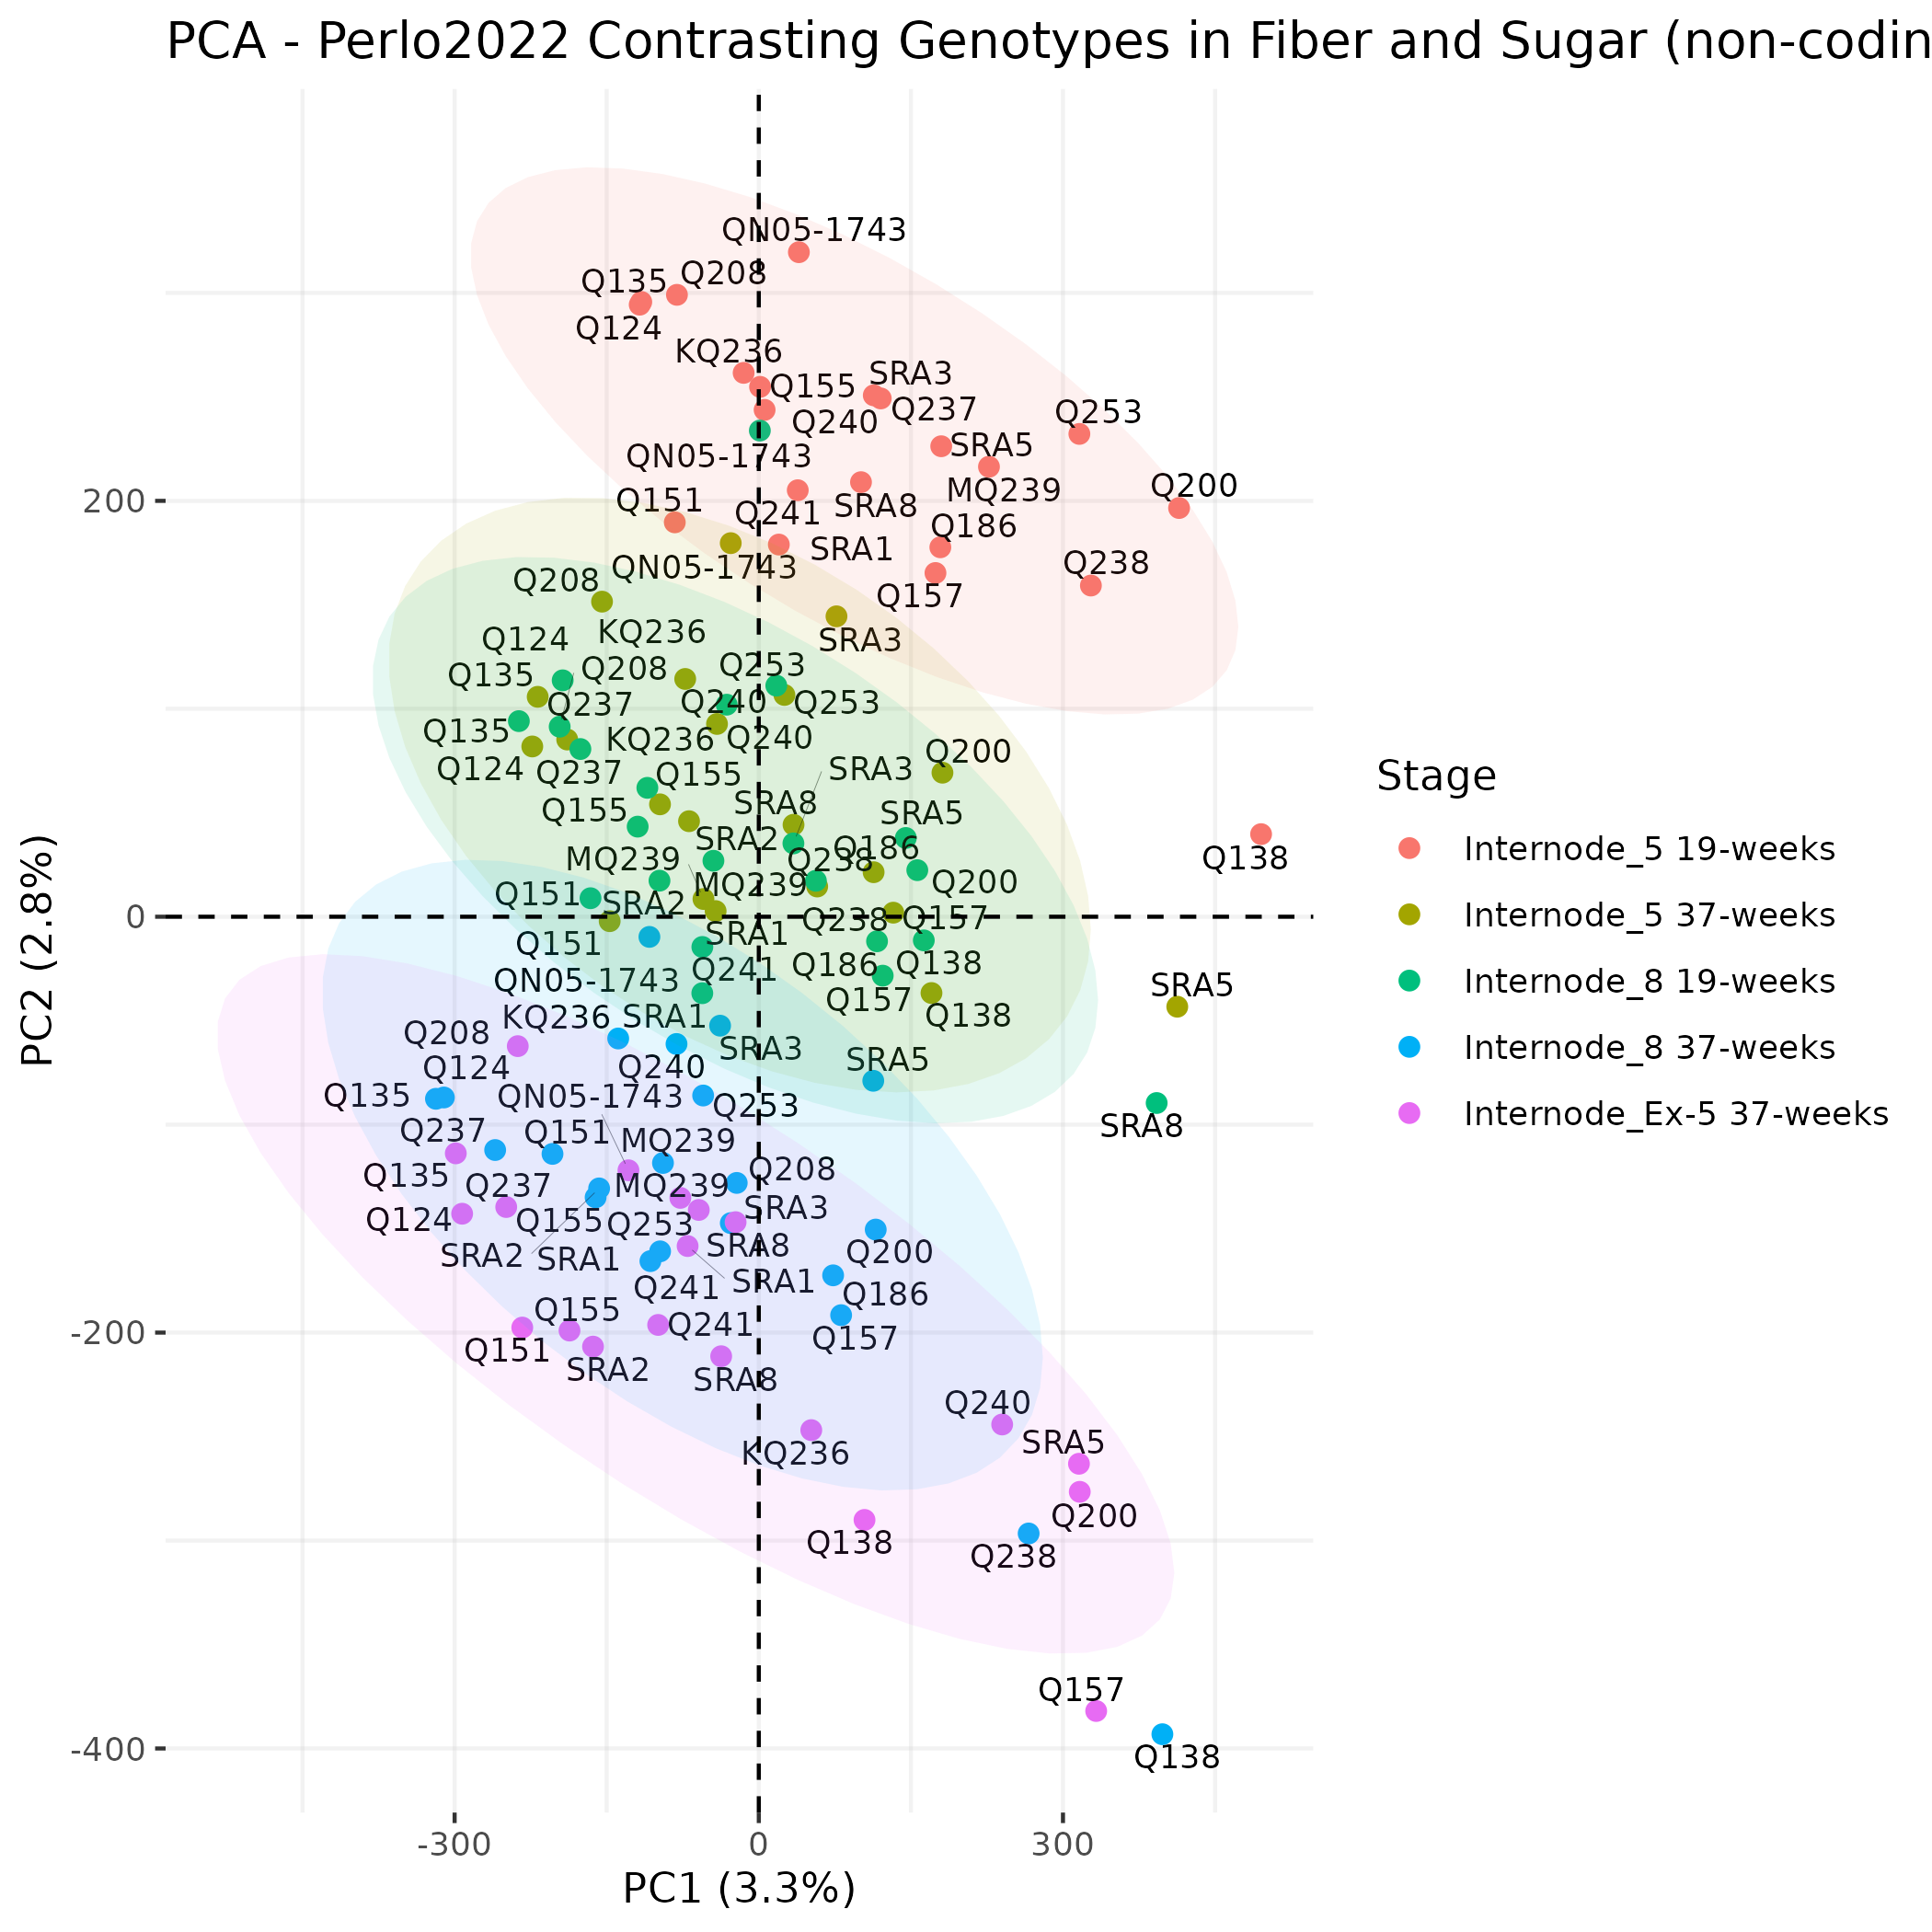 PCA - Perlo2022 Contrasting Genotypes in Fiber and Sugar (non-codin
QN05-1743
Q208
Q135
Q124
KQ236
Q155
SRA3
Q237
Q240
Q253
SRA5
QN05-1743
MQ239
Q200
Q151
Q241
SRA8
Q186
SRA1
QN05-1743
Q238
Q208
Q157
KQ236
SRA3
Q124
Q208
Q253
Q135
Q237
Q240
Q253
Q135
KQ236
Q240
Q200
Q124
Q237
Q155
SRA3
SRA8
SRA5
Q155
SRA2
Q186
MQ239
Q238
MQ239
Q200
Q151
SRA2
Q238
Q157
SRA1
Q151
Q241
Q186
Q138
QN05-1743
Q157
Q138
KQ236
SRA1
Q208
SRA3
SRA5
Q124
Q240
Q135
QN05-1743
Q253
Q237
Q151
MQ239
Q208
Q135
Q237
MQ239
SRA3
Q124
Q155
Q253
SRA8
Q200
SRA2
SRA1
SRA1
Q241
Q186
Q155
Q241
Q157
Q151
SRA2
SRA8
Q240
KQ236
SRA5
Q200
Q138
Q238
Q157
Q138
Q138
SRA5
SRA8
200
0
-200
-400
-300
0
300
PC2 (2.8%)
PC1 (3.3%)
Stage
Internode_5 19-weeks
Internode_5 37-weeks
Internode_8 19-weeks
Internode_8 37-weeks
Internode_Ex-5 37-weeks